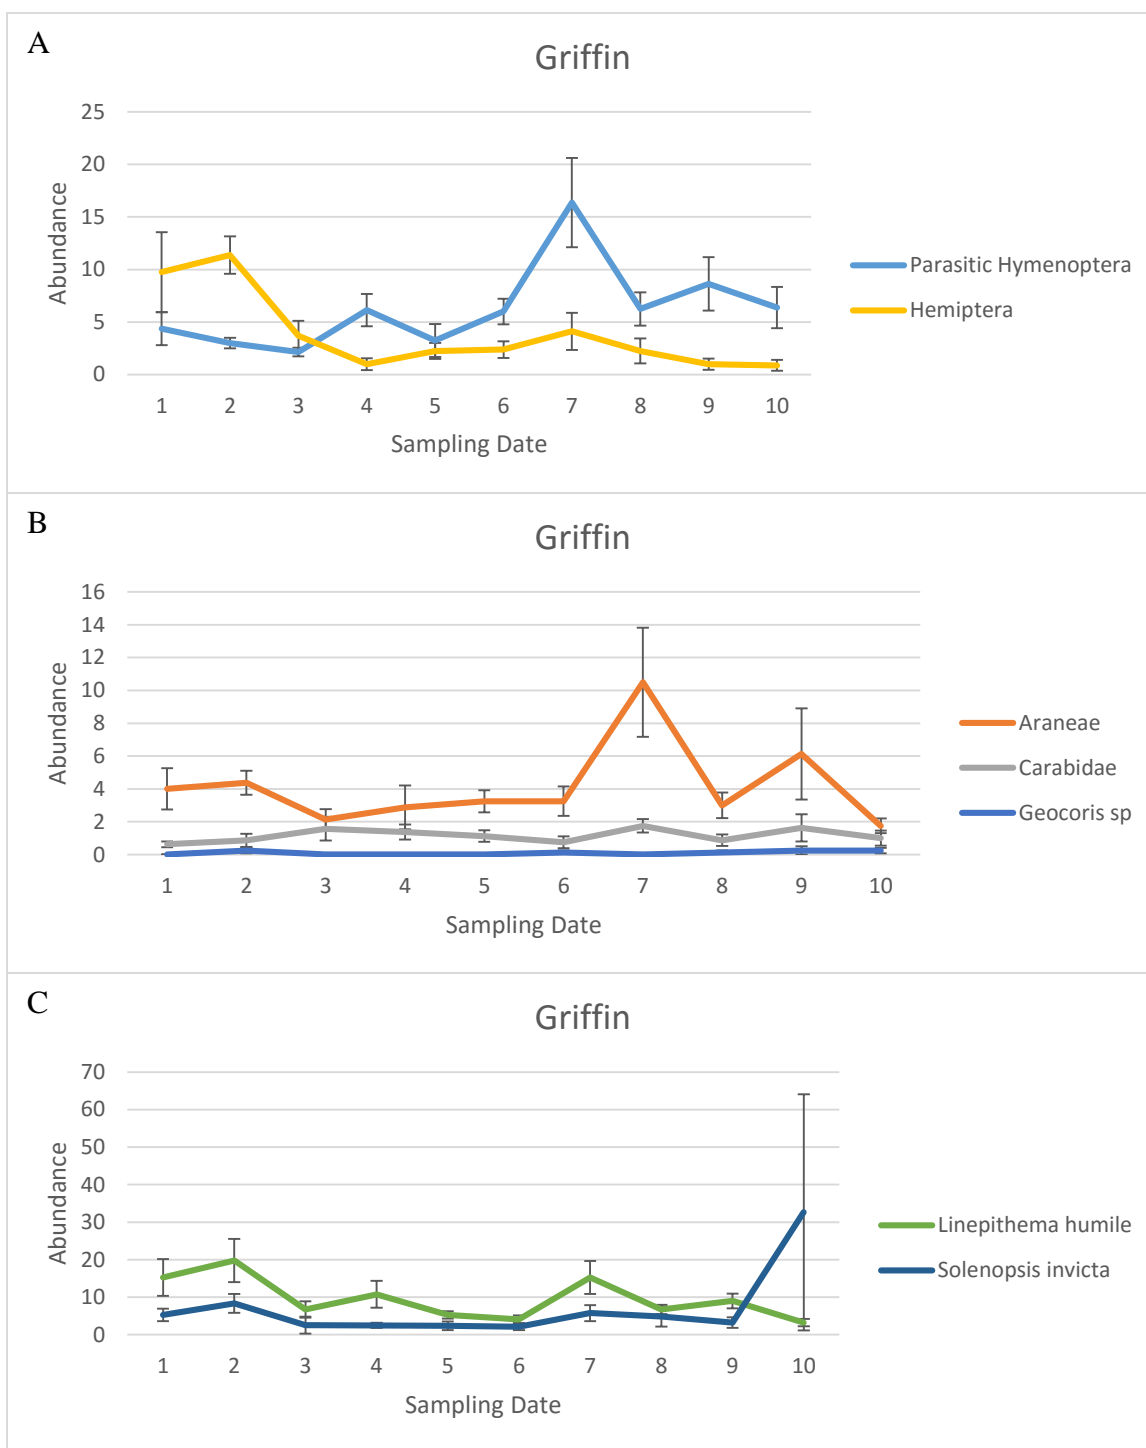 A
Griffin
25
20
15
10
5
0
Abundance
1 2 3 4 5 6 7 8 9 10
Sampling Date
Parasitic Hymenoptera
Hemiptera
B
Griffin
16
14
12
10
8
6
4
2
0
Abundance
1 2 3 4 5 6 7 8 9 10
Sampling Date
Araneae
Carabidae
Geocoris sp
C
Griffin
70
60
50
40
30
20
10
0
Abundance
1 2 3 4 5 6 7 8 9 10
Sampling Date
Linepithema humile
Solenopsis invicta